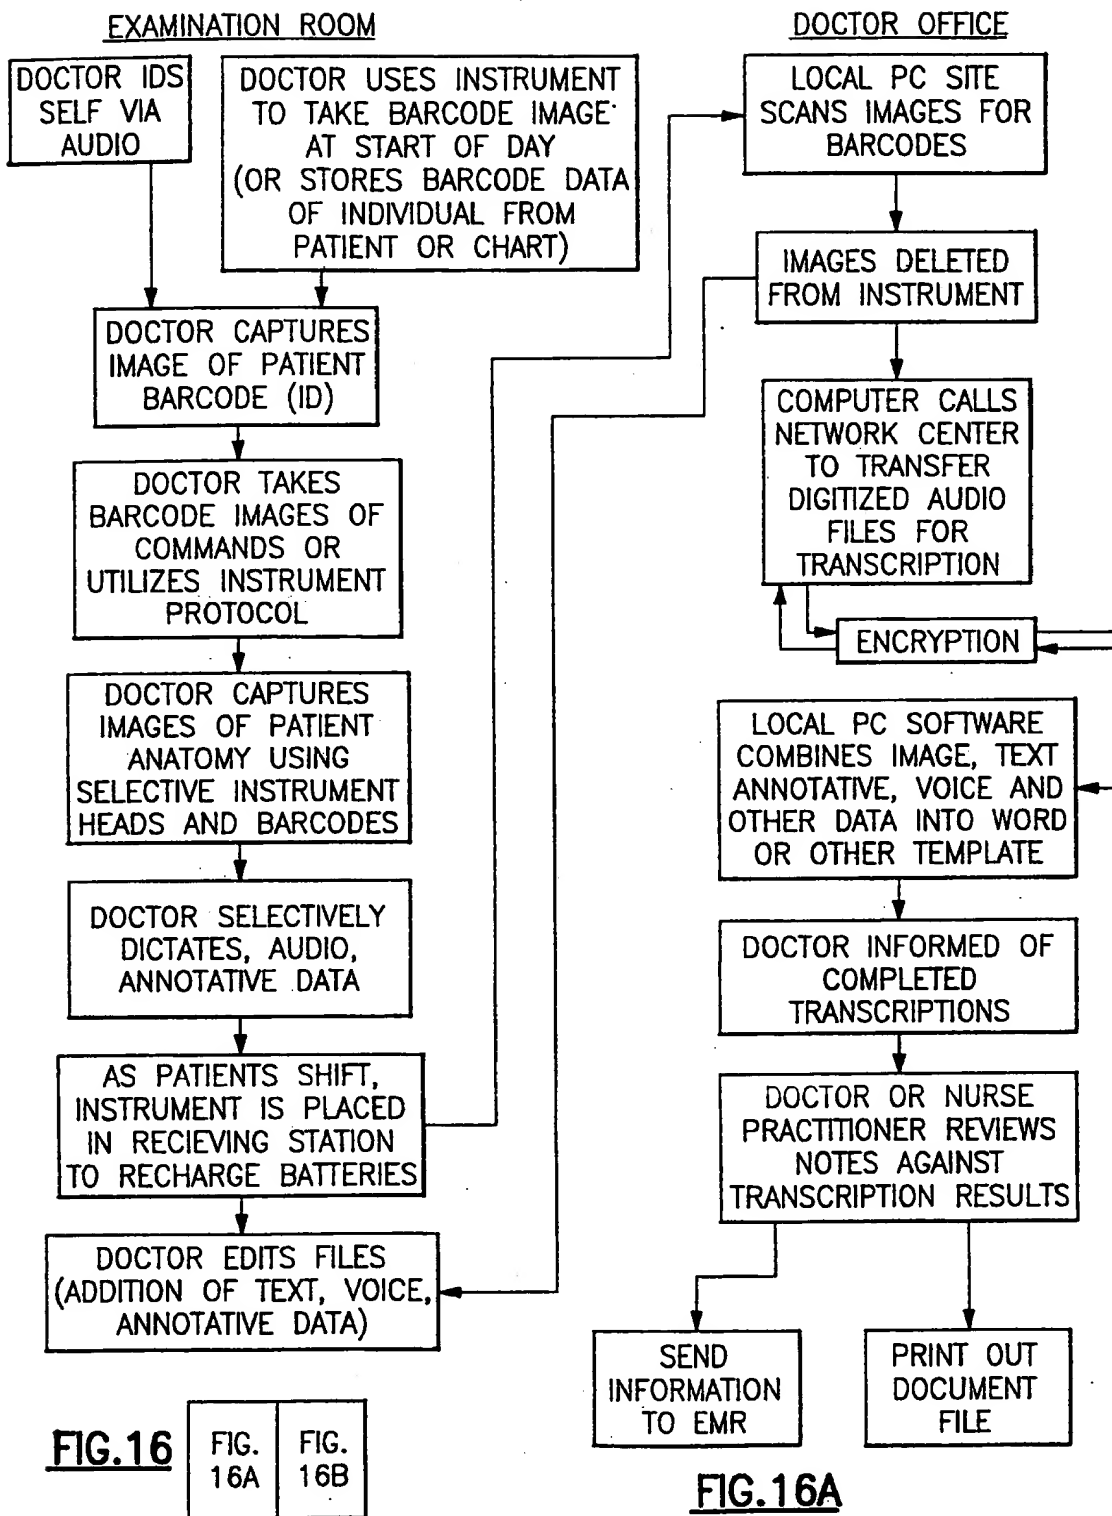 EXAMINATION ROOM
DOCTOR IDS
SELF VIA
AUDIO
DOCTOR USES INSTRUMENT
TO TAKE BARCODE IMAGE
AT START OF DAY
(OR STORES BARCODE DATA
OF INDIVIDUAL FROM
PATIENT OR CHART)
DOCTOR CAPTURES
IMAGE OF PATIENT
BARCODE (ID)
DOCTOR TAKES
BARCODE IMAGES OF
COMMANDS OR
UTILIZES INSTRUMENT
PROTOCOL
DOCTOR CAPTURES
IMAGES OF PATIENT
ANATOMY USING
SELECTIVE INSTRUMENT
HEADS AND BARCODES
DOCTOR SELECTIVELY
DICTATES, AUDIO,
ANNOTATIVE DATA
AS PATIENTS SHIFT,
INSTRUMENT IS PLACED
IN RECIEVING STATION
TO RECHARGE BATTERIES
DOCTOR EDITS FILES
(ADDITION OF TEXT, VOICE,
ANNOTATIVE DATA)
DOCTOR OFFICE
LOCAL PC SITE
SCANS IMAGES FOR
BARCODES
IMAGES DELETED
FROM INSTRUMENT
COMPUTER CALLS
NETWORK CENTER
TO TRANSFER
DIGITIZED AUDIO
FILES FOR
TRANSCRIPTION
ENCRYPTION
LOCAL PC SOFTWARE
COMBINES IMAGE, TEXT
ANNOTATIVE, VOICE AND
OTHER DATA INTO WORD
OR OTHER TEMPLATE
DOCTOR INFORMED OF
COMPLETED
TRANSCRIPTIONS
DOCTOR OR NURSE
PRACTITIONER REVIEWS
NOTES AGAINST
TRANSCRIPTION RESULTS
SEND
INFORMATION
TO EMR
PRINT OUT
DOCUMENT
FILE
FIG.16
FIG.
16A
FIG.
16B
FIG.16A